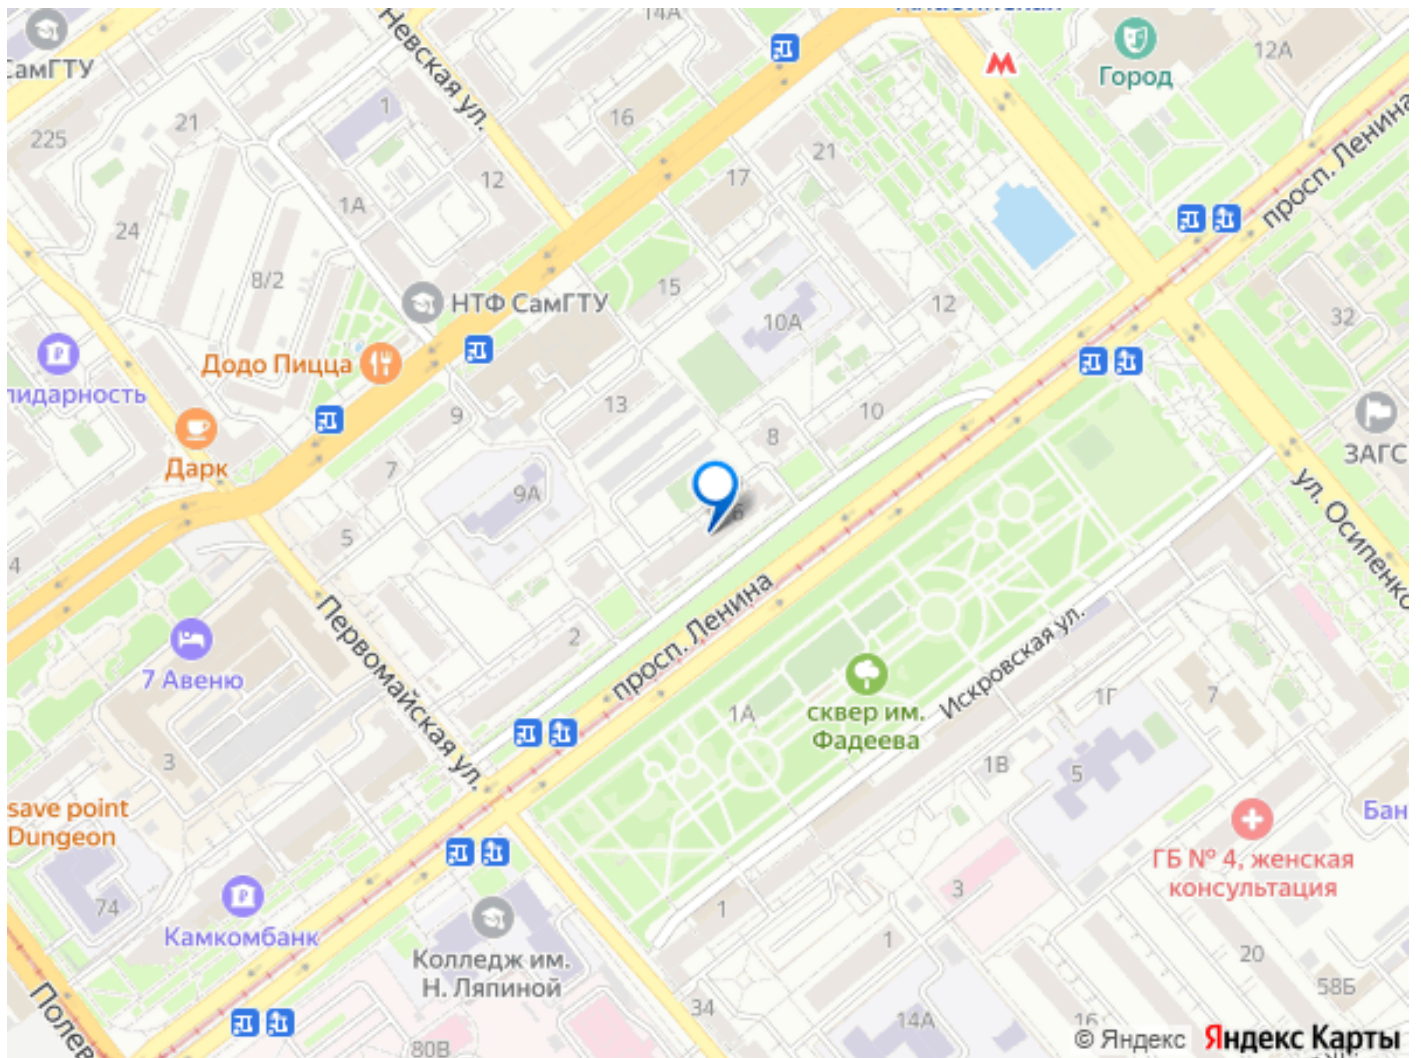 14А
Невская ул.
СамГТУ
Город
12А
1
16
21
225
21
12
17
просп. Ленина
1А
24
8/2
15
НТФ СамГТУ
12
10А
32
Додо Пицца
лидарность
9
13
10
8
ЗАГС
Дарк
7
9А
6
ул. Осипенко
5
4
Первомайская ул.
просп. Ленина
2
7 Авеню
Искровская ул.
1Г
7
1А
сквер им.
Фадеева
3
1В
5
save point
Dungeon
Бан
ГБ № 4, женская
консультация
74
3
Камкомбанк
1
Колледж им.
Н. Ляпиной
1
20
58Б
Полев
34
14А
16
80В
© Яндекс Яндекс Карты